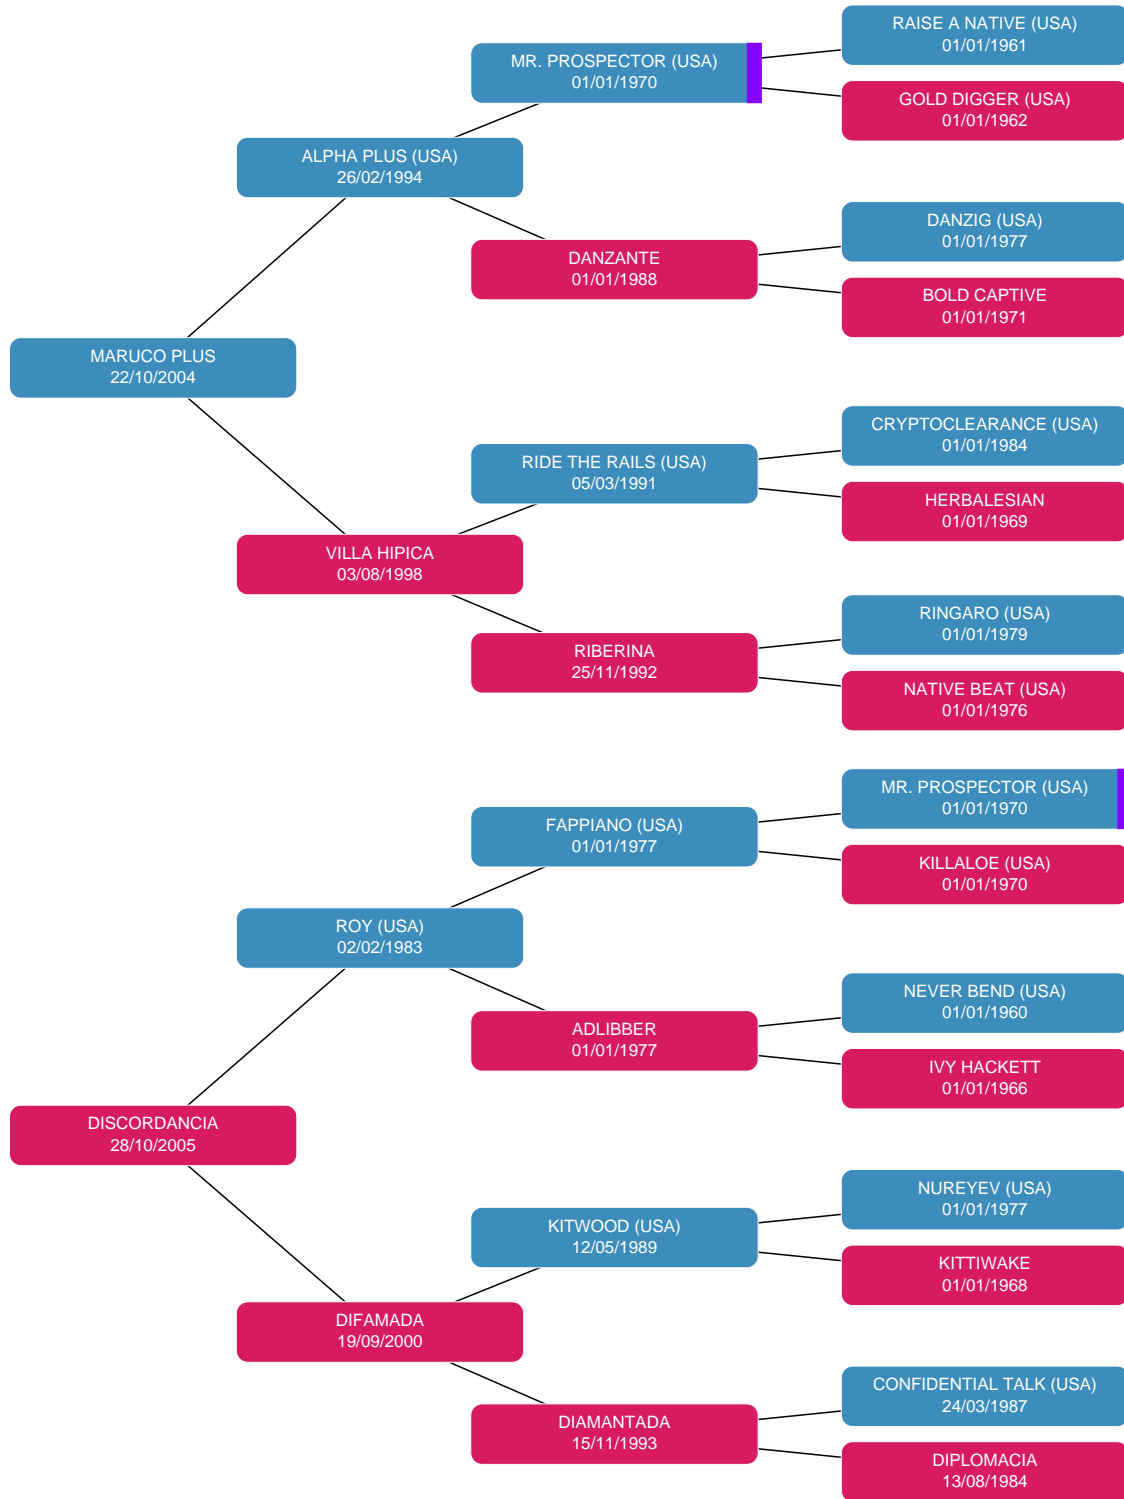 RAISE A NATIVE (USA)
01/01/1961
MR. PROSPECTOR (USA)
01/01/1970
GOLD DIGGER (USA)
01/01/1962
ALPHA PLUS (USA)
26/02/1994
DANZIG (USA)
01/01/1977
DANZANTE
01/01/1988
BOLD CAPTIVE
01/01/1971
MARUCO PLUS
22/10/2004
CRYPTOCLEARANCE (USA)
01/01/1984
RIDE THE RAILS (USA)
05/03/1991
HERBALESIAN
01/01/1969
VILLA HIPICA
03/08/1998
RINGARO (USA)
01/01/1979
RIBERINA
25/11/1992
NATIVE BEAT (USA)
01/01/1976
MR. PROSPECTOR (USA)
01/01/1970
FAPPIANO (USA)
01/01/1977
KILLALOE (USA)
01/01/1970
ROY (USA)
02/02/1983
NEVER BEND (USA)
01/01/1960
ADLIBBER
01/01/1977
IVY HACKETT
01/01/1966
DISCORDANCIA
28/10/2005
NUREYEV (USA)
01/01/1977
KITWOOD (USA)
12/05/1989
KITTIWAKE
01/01/1968
DIFAMADA
19/09/2000
CONFIDENTIAL TALK (USA)
24/03/1987
DIAMANTADA
15/11/1993
DIPLOMACIA
13/08/1984